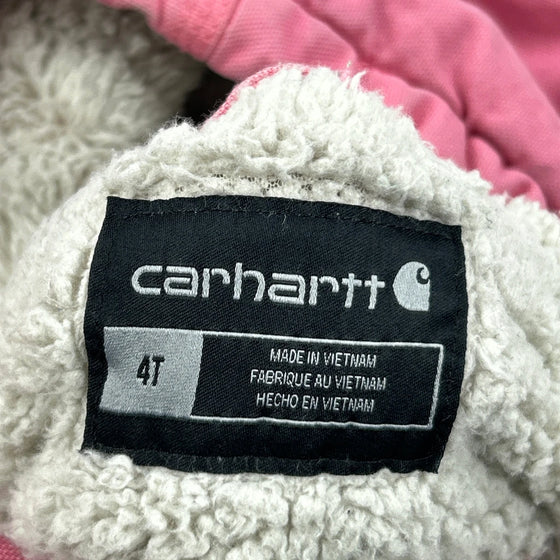 carhartt
4T
MADE IN VIETNAM
FABRIQUE AU VIETNAM
HECHO EN VIETNAM